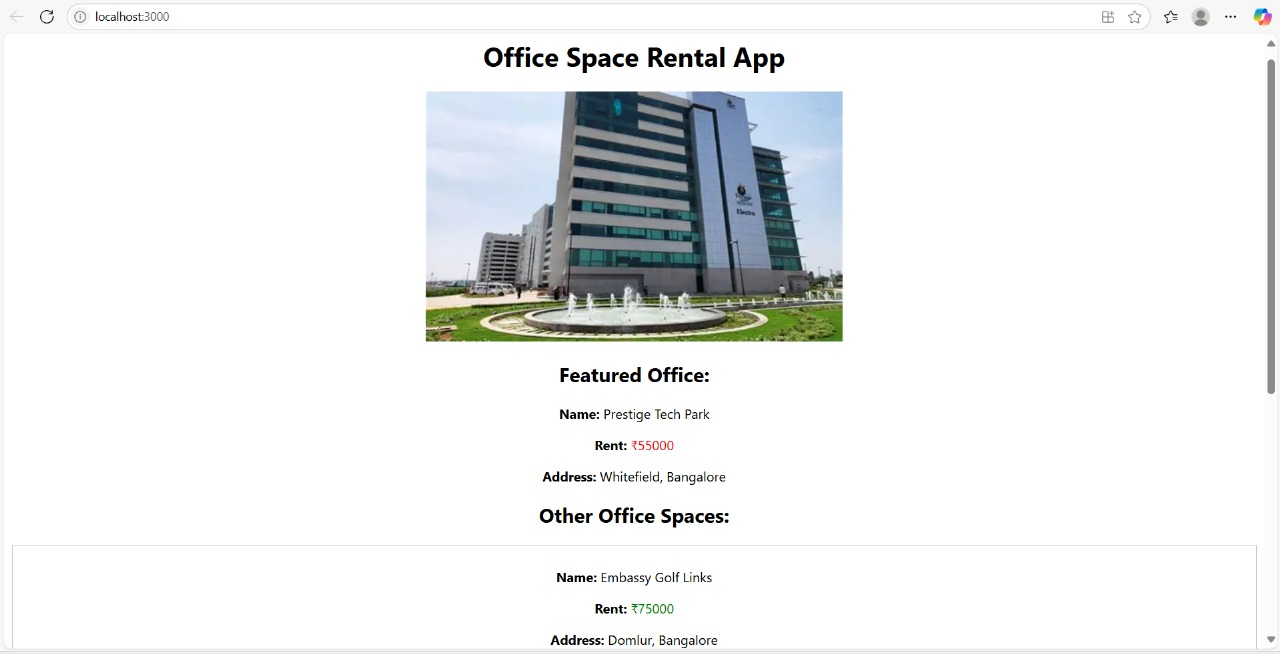 localhost:3000
Office Space Rental App
Electra
Featured Office:
Name: Prestige Tech Park
Rent: ₹55000
Address: Whitefield, Bangalore
Other Office Spaces:
Name: Embassy Golf Links
Rent: ₹75000
Address: Domlur, Bangalore